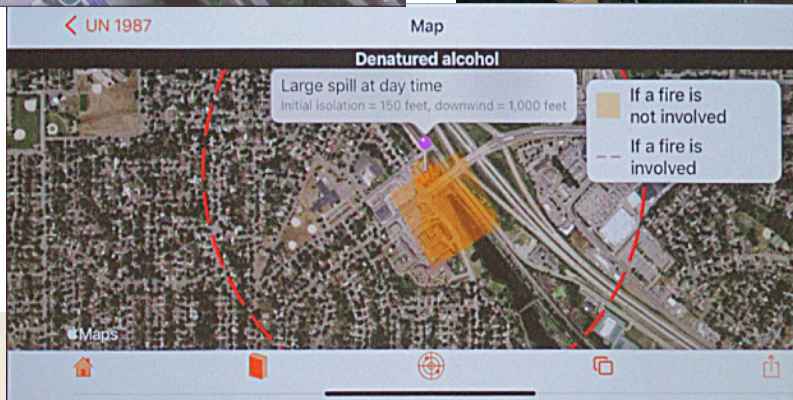 UN 1987
Map
Denatured alcohol
Large spill at day time
Initial isolation = 150 feet, downwind = 1,000 feet
If a fire is
not involved
If a fire is
involved
Maps